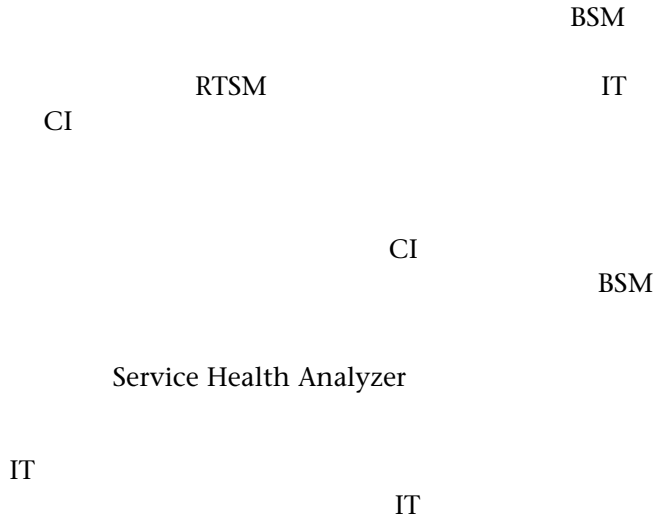 BSM
RTSM IT
CI
CI
BSM
Service Health Analyzer
IT
IT